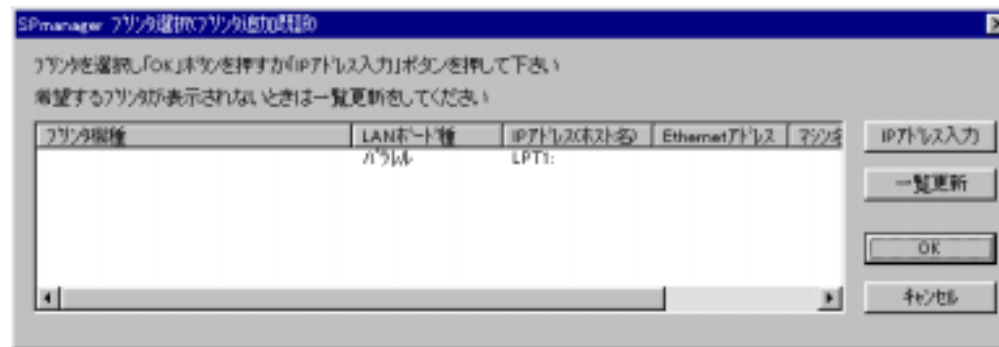 SPmanager プリンタ選択(プリンタ追加/削除)
プリンタを選択し「OK」ボタンを押すか「IPアドレス入力」ボタンを押して下さい
希望するプリンタが表示されないときは一覧更新をしてください
プリンタ機種 LANボード種 IPアドレス(ホスト名) Ethernetアドレス マシン名
パラレル LPT1:
IPアドレス入力
一覧更新
OK
キャンセル